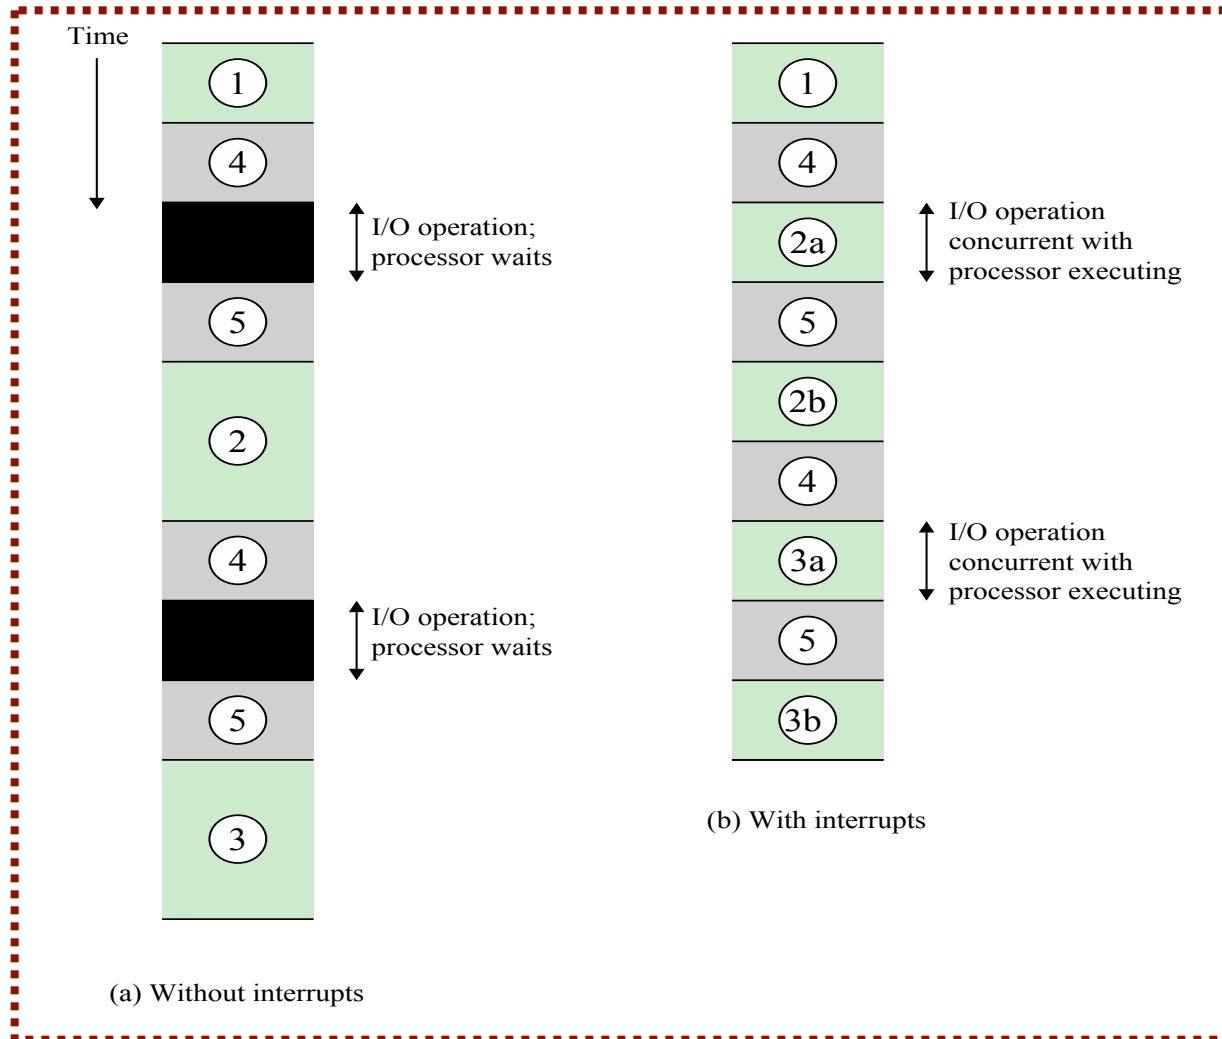 Time
1
4
I/O operation;
processor waits
5
2
4
I/O operation;
processor waits
5
3
(a) Without interrupts
1
4
2a
I/O operation
concurrent with
processor executing
5
2b
4
3a
I/O operation
concurrent with
processor executing
5
3b
(b) With interrupts